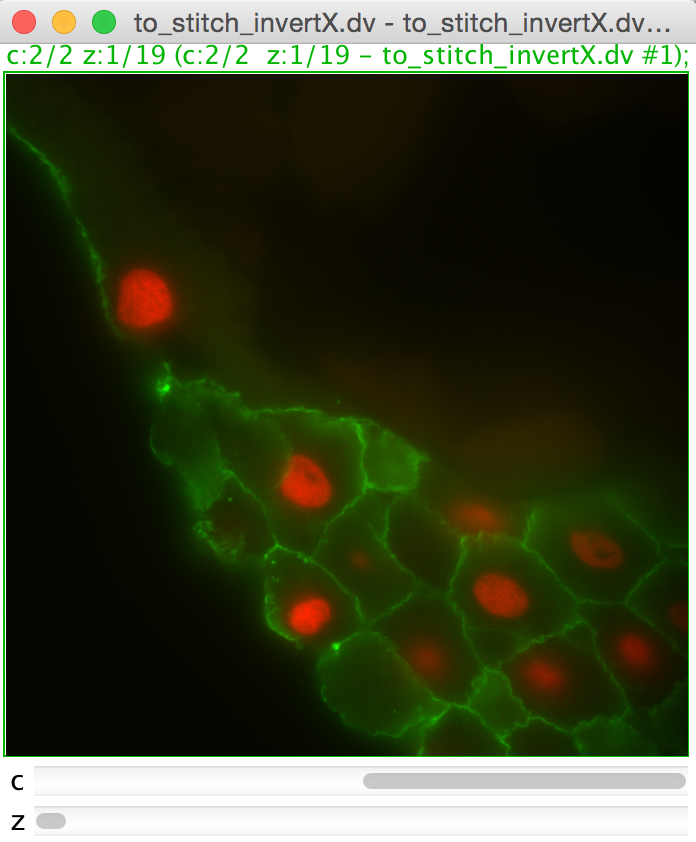 to_stitch_invertX.dv - to_stitch_invertX.dv...
c:2/2 z:1/19 (c:2/2 z:1/19 - to_stitch_invertX.dv #1);
c
z